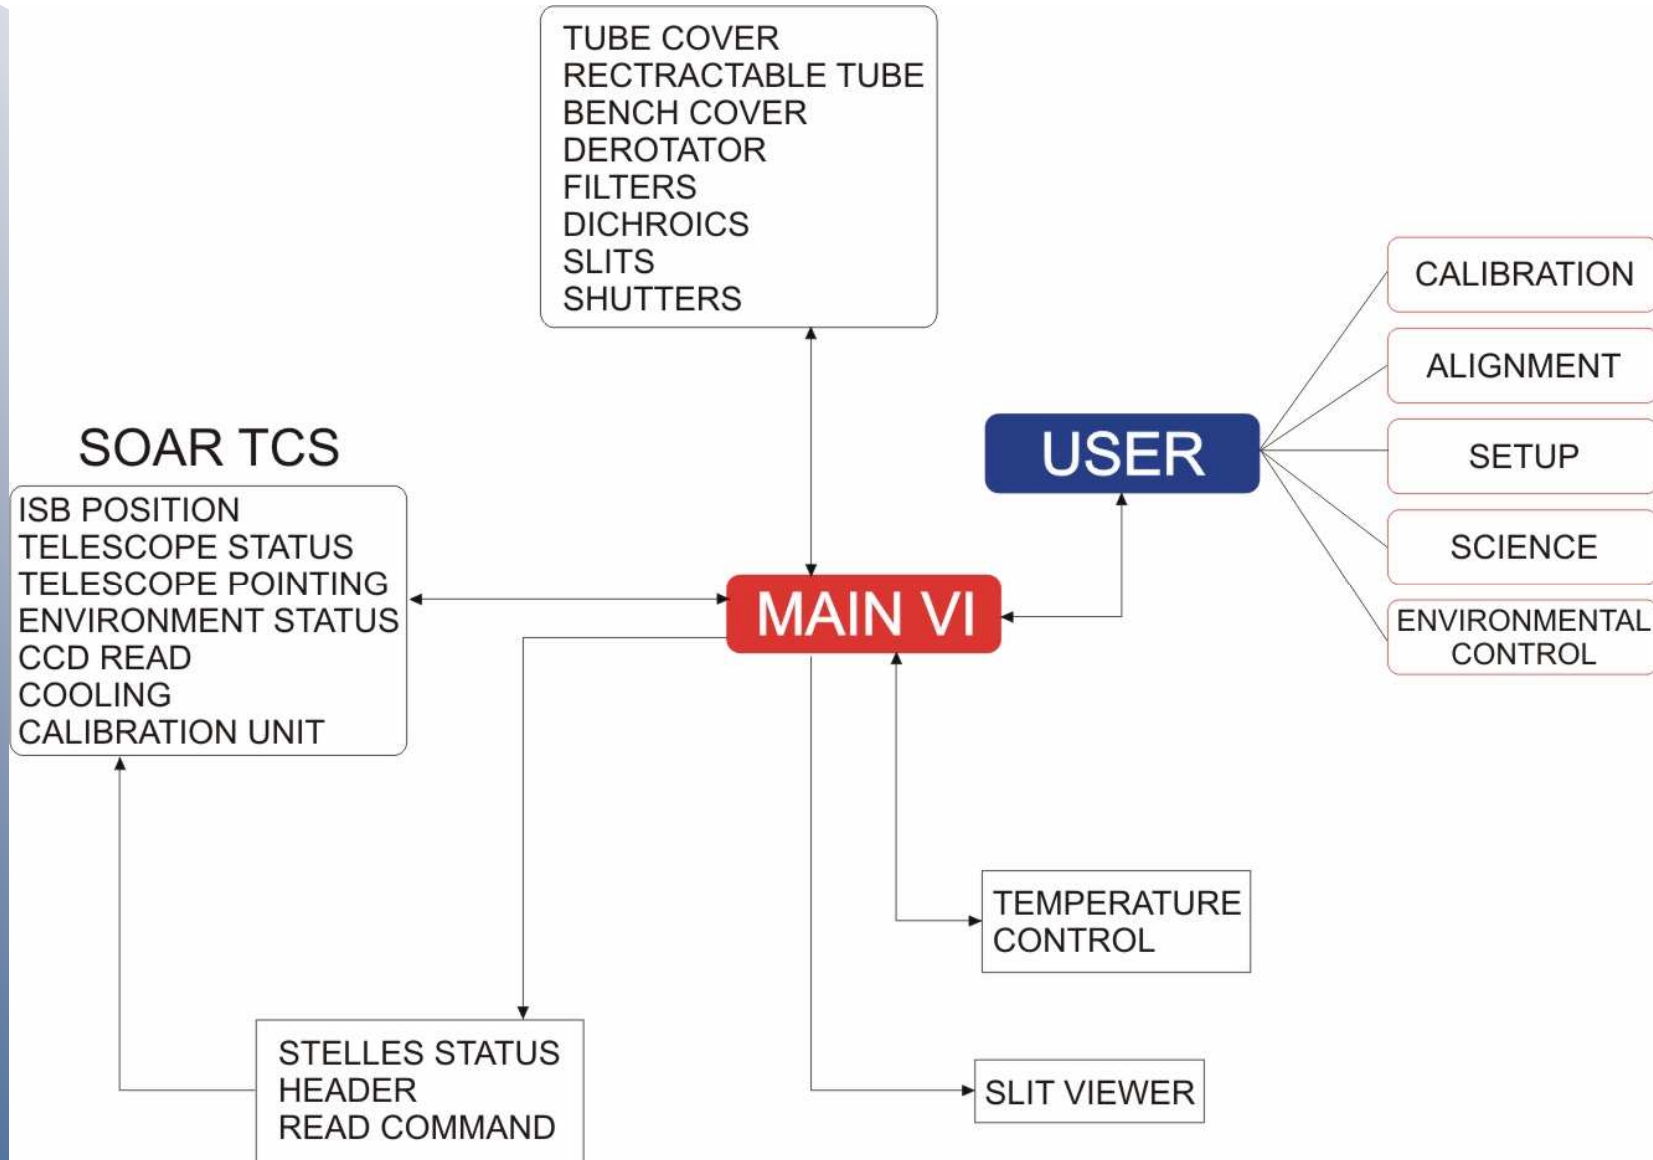 TUBE COVER
RECTRACTABLE TUBE
BENCH COVER
DEROTATOR
FILTERS
DICHROICS
SLITS
SHUTTERS
SOAR TCS
ISB POSITION
TELESCOPE STATUS
TELESCOPE POINTING
ENVIRONMENT STATUS
CCD READ
COOLING
CALIBRATION UNIT
MAIN VI
USER
CALIBRATION
ALIGNMENT
SETUP
SCIENCE
ENVIRONMENTAL
CONTROL
TEMPERATURE
CONTROL
SLIT VIEWER
STELLES STATUS
HEADER
READ COMMAND